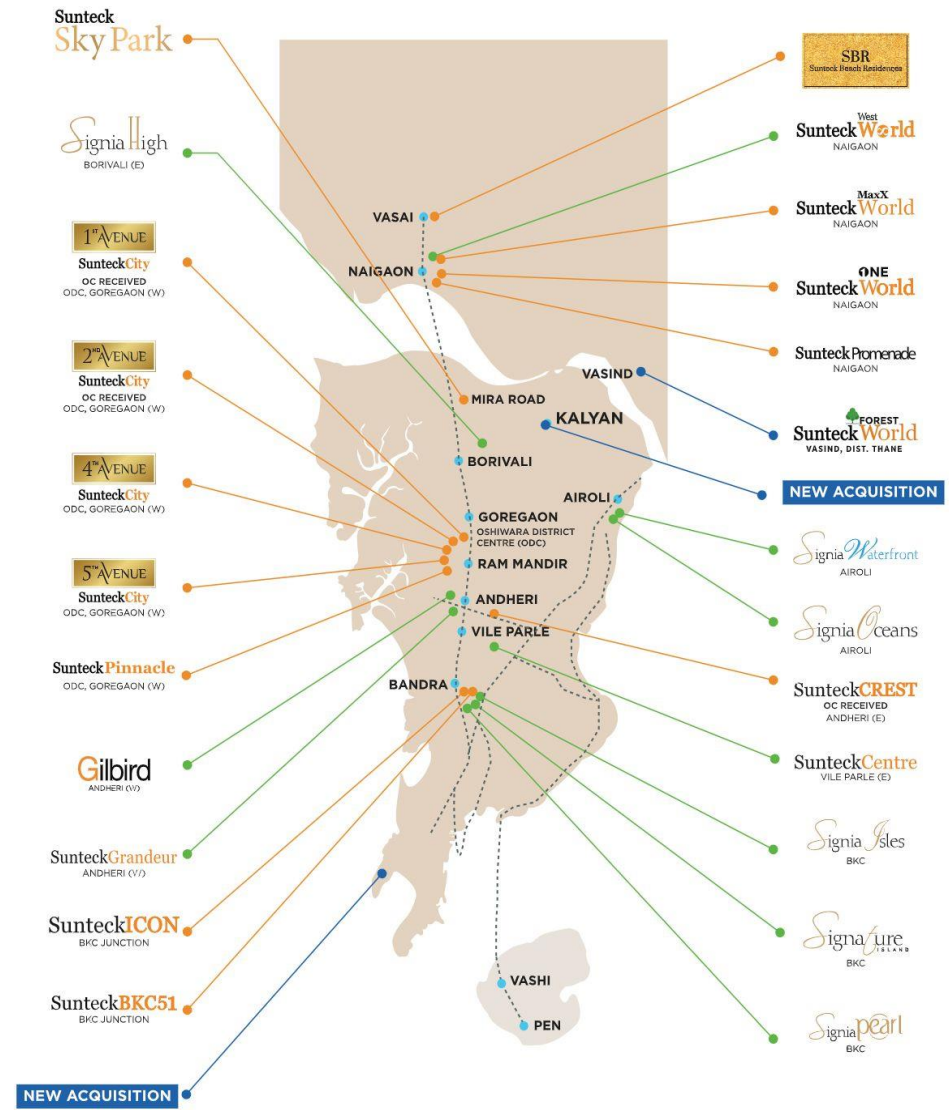 Sunteck
Sky Park
Signia High
BORIVALI (E)
1ST AVENUE
SunteckCity
OC RECEIVED
ODC, GOREGAON (W)
2ND AVENUE
SunteckCity
OC RECEIVED
ODC, GOREGAON (W)
4TH AVENUE
SunteckCity
ODC, GOREGAON (W)
5TH AVENUE
SunteckCity
ODC, GOREGAON (W)
Sunteck Pinnacle
ODC, GOREGAON (W)
Gilbird
ANDHERI (W)
SunteckGrandeur
ANDHERI (W)
SunteckICON
BKC JUNCTION
SunteckBKC51
BKC JUNCTION
NEW ACQUISITION
VASAI
NAIGAON
VASIND
MIRA ROAD
KALYAN
BORIVALI
AIROLI
GOREGAON
OSHIWARA DISTRICT
CENTRE (ODC)
RAM MANDIR
ANDHERI
VILE PARLE
BANDRA
VASHI
PEN
SBR
Sunteck Beach Residences
West
Sunteck World
NAIGAON
MaxX
Sunteck World
NAIGAON
ONE
Sunteck World
NAIGAON
Sunteck Promenade
NAIGAON
FOREST
Sunteck World
VASIND, DIST. THANE
NEW ACQUISITION
Signia Waterfront
AIROLI
Signia Oceans
AIROLI
SunteckCREST
OC RECEIVED
ANDHERI (E)
SunteckCentre
VILE PARLE (E)
Signia Isles
BKC
Signature
ISLAND
BKC
Signia pearl
BKC